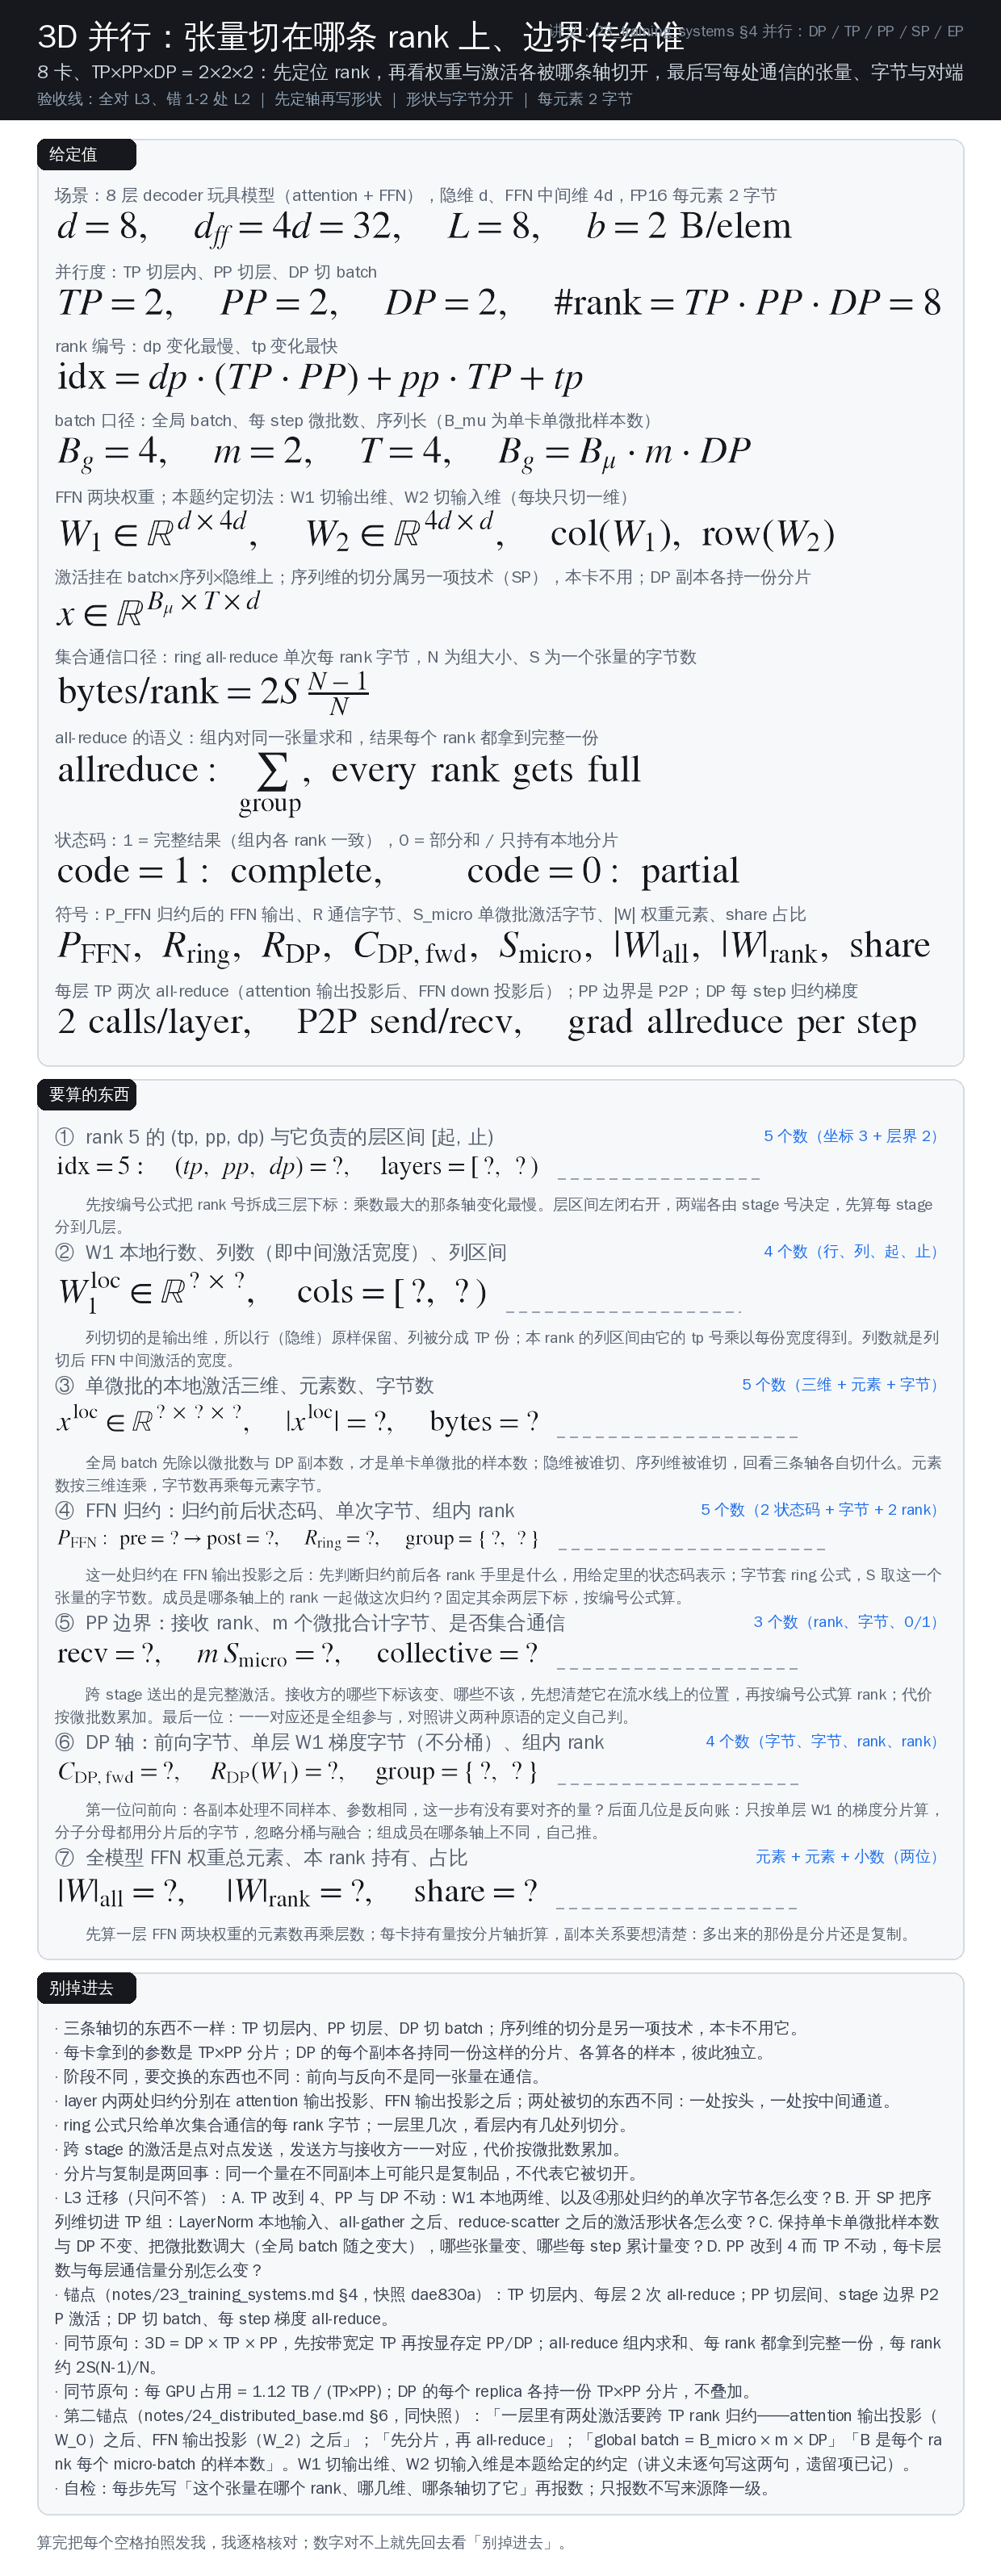 3D 并行：张量切在哪条 rank 上、边界传给谁
systems §4 并行：DP / TP / PP / SP / EP
8 卡、TP×PP×DP = 2×2×2：先定位 rank，再看权重与激活各被哪条轴切开，最后写每处通信的张量、字节与对端
验收线：全对 L3、错 1-2 处 L2 ｜ 先定轴再写形状 ｜ 形状与字节分开 ｜ 每元素 2 字节
给定值
场景：8 层 decoder 玩具模型（attention + FFN），隐维 d、FFN 中间维 4d，FP16 每元素 2 字节
d = 8, d_ff = 4d = 32, L = 8, b = 2 B/elem
并行度：TP 切层内、PP 切层、DP 切 batch
TP = 2, PP = 2, DP = 2, #rank = TP · PP · DP = 8
rank 编号：dp 变化最慢、tp 变化最快
idx = dp · (TP · PP) + pp · TP + tp
batch 口径：全局 batch、每 step 微批数、序列长（B_mu 为单卡单微批样本数）
B_g = 4, m = 2, T = 4, B_g = B_μ · m · DP
FFN 两块权重；本题约定切法：W1 切输出维、W2 切输入维（每块只切一维）
W_1 ∈ ℝ^{d × 4d}, W_2 ∈ ℝ^{4d × d}, col(W_1), row(W_2)
激活挂在 batch×序列×隐维上；序列维的切分属另一项技术（SP），本卡不用；DP 副本各持一份分片
x ∈ ℝ^{B_μ × T × d}
集合通信口径：ring all-reduce 单次每 rank 字节，N 为组大小、S 为一个张量的字节数
bytes/rank = 2S (N − 1)/N
all-reduce 的语义：组内对同一张量求和，结果每个 rank 都拿到完整一份
allreduce : ∑_group , every rank gets full
状态码：1 = 完整结果（组内各 rank 一致），0 = 部分和 / 只持有本地分片
code = 1 : complete, code = 0 : partial
符号：P_FFN 归约后的 FFN 输出、R 通信字节、S_micro 单微批激活字节、|W| 权重元素、share 占比
P_FFN, R_ring, R_DP, C_DP, fwd, S_micro, |W|_all, |W|_rank, share
每层 TP 两次 all-reduce（attention 输出投影后、FFN down 投影后）；PP 边界是 P2P；DP 每 step 归约梯度
2 calls/layer, P2P send/recv, grad allreduce per step
要算的东西
① rank 5 的 (tp, pp, dp) 与它负责的层区间 [起, 止) 5 个数（坐标 3 + 层界 2）
idx = 5 : (tp, pp, dp) = ?, layers = [ ?, ? )
先按编号公式把 rank 号拆成三层下标：乘数最大的那条轴变化最慢。层区间左闭右开，两端各由 stage 号决定，先算每 stage
分到几层。
② W1 本地行数、列数（即中间激活宽度）、列区间 4 个数（行、列、起、止）
W_1^loc ∈ ℝ^{? × ?}, cols = [ ?, ? )
列切切的是输出维，所以行（隐维）原样保留、列被分成 TP 份；本 rank 的列区间由它的 tp 号乘以每份宽度得到。列数就是列
切后 FFN 中间激活的宽度。
③ 单微批的本地激活三维、元素数、字节数 5 个数（三维 + 元素 + 字节）
x^loc ∈ ℝ^{? × ? × ?}, |x^loc| = ?, bytes = ?
全局 batch 先除以微批数与 DP 副本数，才是单卡单微批的样本数；隐维被谁切、序列维被谁切，回看三条轴各自切什么。元素
数按三维连乘，字节数再乘每元素字节。
④ FFN 归约：归约前后状态码、单次字节、组内 rank 5 个数（2 状态码 + 字节 + 2 rank）
P_FFN : pre = ? → post = ?, R_ring = ?, group = { ?, ? }
这一处归约在 FFN 输出投影之后：先判断归约前后各 rank 手里是什么，用给定里的状态码表示；字节套 ring 公式，S 取这一个
张量的字节数。成员是哪条轴上的 rank 一起做这次归约？固定其余两层下标，按编号公式算。
⑤ PP 边界：接收 rank、m 个微批合计字节、是否集合通信 3 个数（rank、字节、0/1）
recv = ?, m S_micro = ?, collective = ?
跨 stage 送出的是完整激活。接收方的哪些下标该变、哪些不该，先想清楚它在流水线上的位置，再按编号公式算 rank；代价
按微批数累加。最后一位：一一对应还是全组参与，对照讲义两种原语的定义自己判。
⑥ DP 轴：前向字节、单层 W1 梯度字节（不分桶）、组内 rank 4 个数（字节、字节、rank、rank）
C_DP, fwd = ?, R_DP(W_1) = ?, group = { ?, ? }
第一位问前向：各副本处理不同样本、参数相同，这一步有没有要对齐的量？后面几位是反向账：只按单层 W1 的梯度分片算，
分子分母都用分片后的字节，忽略分桶与融合；组成员在哪条轴上不同，自己推。
⑦ 全模型 FFN 权重总元素、本 rank 持有、占比 元素 + 元素 + 小数（两位）
|W|_all = ?, |W|_rank = ?, share = ?
先算一层 FFN 两块权重的元素数再乘层数；每卡持有量按分片轴折算，副本关系要想清楚：多出来的那份是分片还是复制。
别掉进去
· 三条轴切的东西不一样：TP 切层内、PP 切层、DP 切 batch；序列维的切分是另一项技术，本卡不用它。
· 每卡拿到的参数是 TP×PP 分片；DP 的每个副本各持同一份这样的分片、各算各的样本，彼此独立。
· 阶段不同，要交换的东西也不同：前向与反向不是同一张量在通信。
· layer 内两处归约分别在 attention 输出投影、FFN 输出投影之后；两处被切的东西不同：一处按头，一处按中间通道。
· ring 公式只给单次集合通信的每 rank 字节；一层里几次，看层内有几处列切分。
· 跨 stage 的激活是点对点发送，发送方与接收方一一对应，代价按微批数累加。
· 分片与复制是两回事：同一个量在不同副本上可能只是复制品，不代表它被切开。
· L3 迁移（只问不答）：A. TP 改到 4、PP 与 DP 不动：W1 本地两维、以及④那处归约的单次字节各怎么变？B. 开 SP 把序
列维切进 TP 组：LayerNorm 本地输入、all-gather 之后、reduce-scatter 之后的激活形状各怎么变？C. 保持单卡单微批样本数
与 DP 不变、把微批数调大（全局 batch 随之变大），哪些张量变、哪些每 step 累计量变？D. PP 改到 4 而 TP 不动，每卡层
数与每层通信量分别怎么变？
· 锚点（notes/23_training_systems.md §4，快照 dae830a）：TP 切层内、每层 2 次 all-reduce；PP 切层间、stage 边界 P2
P 激活；DP 切 batch、每 step 梯度 all-reduce。
· 同节原句：3D = DP × TP × PP，先按带宽定 TP 再按显存定 PP/DP；all-reduce 组内求和、每 rank 都拿到完整一份，每 rank
约 2S(N-1)/N。
· 同节原句：每 GPU 占用 = 1.12 TB / (TP×PP)；DP 的每个 replica 各持一份 TP×PP 分片，不叠加。
· 第二锚点（notes/24_distributed_base.md §6，同快照）：「一层里有两处激活要跨 TP rank 归约——attention 输出投影（
W_O）之后、FFN 输出投影（W_2）之后」；「先分片，再 all-reduce」；「global batch = B_micro × m × DP」「B 是每个 ra
nk 每个 micro-batch 的样本数」。W1 切输出维、W2 切输入维是本题给定的约定（讲义未逐句写这两句，遗留项已记）。
· 自检：每步先写「这个张量在哪个 rank、哪几维、哪条轴切了它」再报数；只报数不写来源降一级。
算完把每个空格拍照发我，我逐格核对；数字对不上就先回去看「别掉进去」。